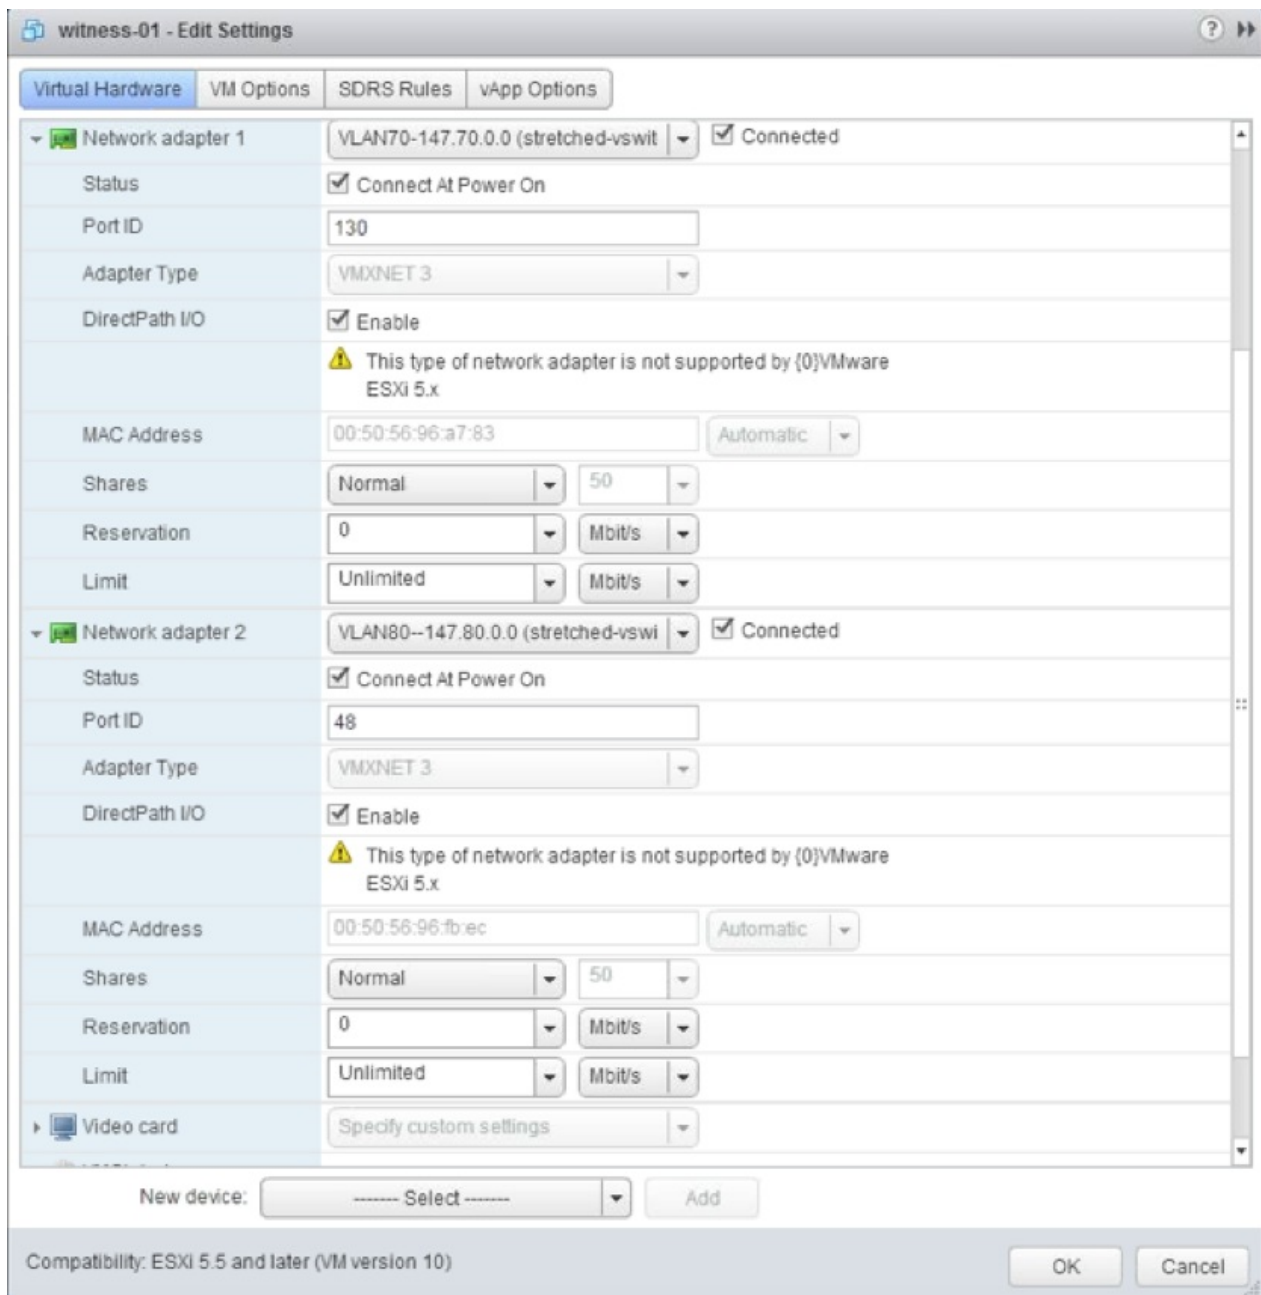 witness-01 - Edit Settings ?
Virtual Hardware VM Options SDRS Rules vApp Options
Network adapter 1 VLAN70-147.70.0.0 (stretched-vswit Connected
Status Connect At Power On
Port ID 130
Adapter Type VMXNET 3
DirectPath I/O Enable
This type of network adapter is not supported by {0}VMware
ESXi 5.x
MAC Address 00:50:56:96:a7:83 Automatic
Shares Normal 50
Reservation 0 Mbit/s
Limit Unlimited Mbit/s
Network adapter 2 VLAN80--147.80.0.0 (stretched-vswi Connected
Status Connect At Power On
Port ID 48
Adapter Type VMXNET 3
DirectPath I/O Enable
This type of network adapter is not supported by {0}VMware
ESXi 5.x
MAC Address 00:50:56:96:fb:ec Automatic
Shares Normal 50
Reservation 0 Mbit/s
Limit Unlimited Mbit/s
Video card Specify custom settings
New device: ------- Select ------- Add
Compatibility: ESXi 5.5 and later (VM version 10) OK Cancel